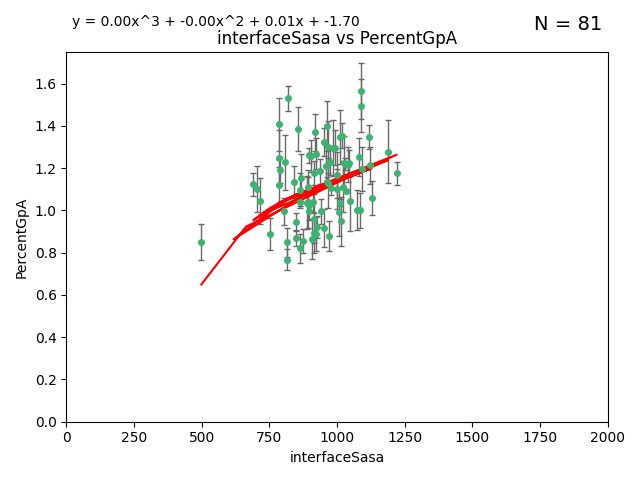 y = 0.00x^3 + -0.00x^2 + 0.01x + -1.70
N = 81
interfaceSasa vs PercentGpA
1.6
1.4
1.2
1.0
0.8
0.6
0.4
0.2
0.0
PercentGpA
0 250 500 750 1000 1250 1500 1750 2000
interfaceSasa